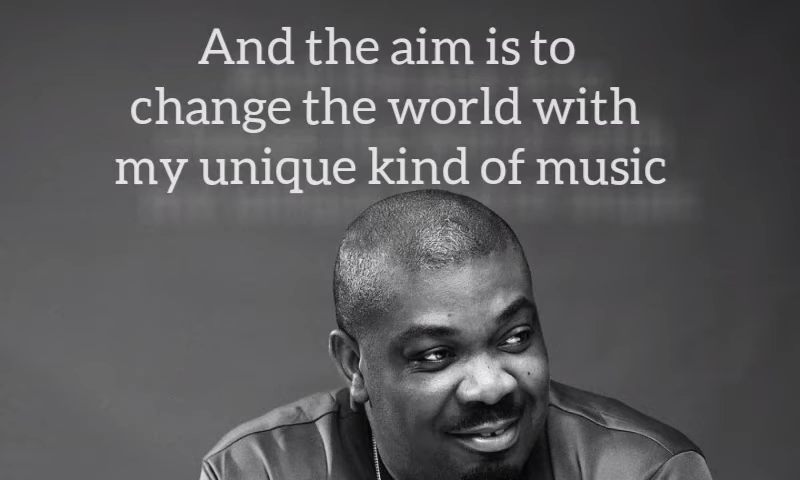 And the aim is to
change the world with
my unique kind of music